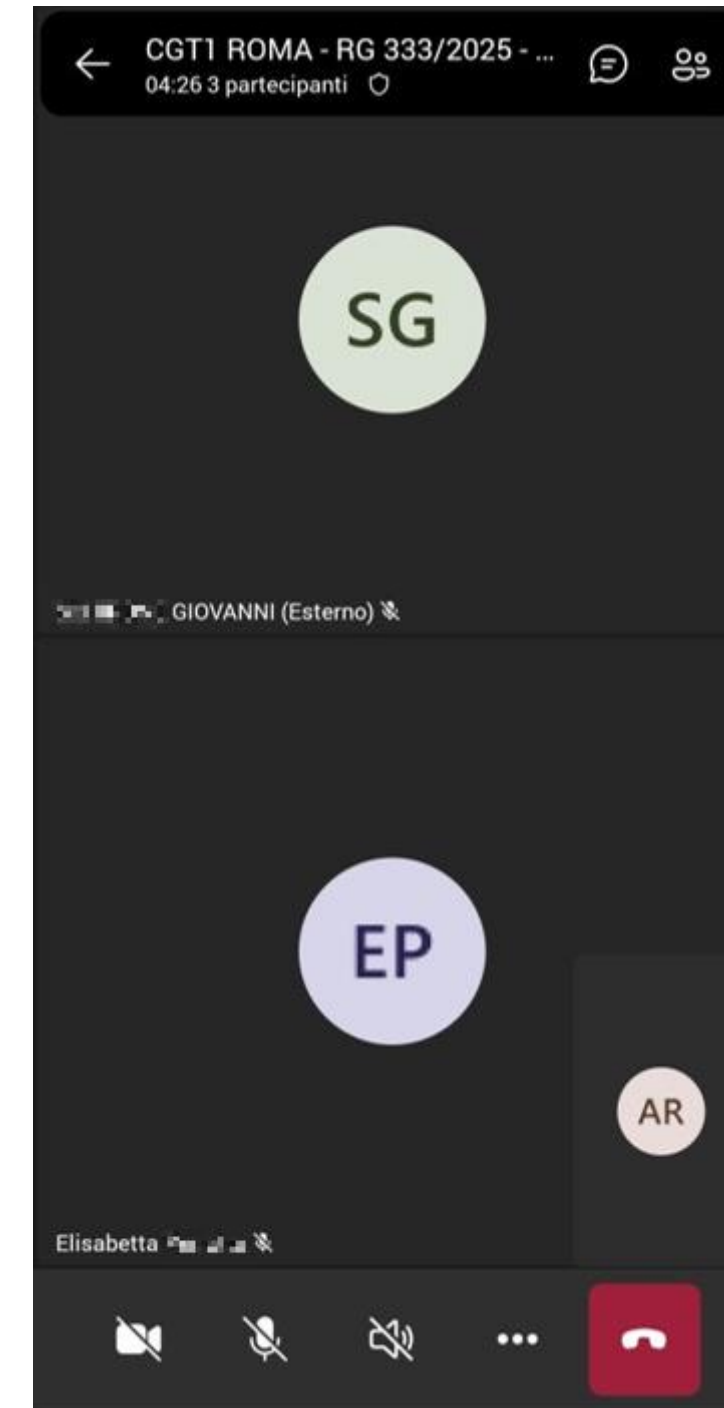 CGT1 ROMA - RG 333/2025 - ...
04:26 3 partecipanti
SG
GIOVANNI (Esterno)
EP
AR
Elisabetta